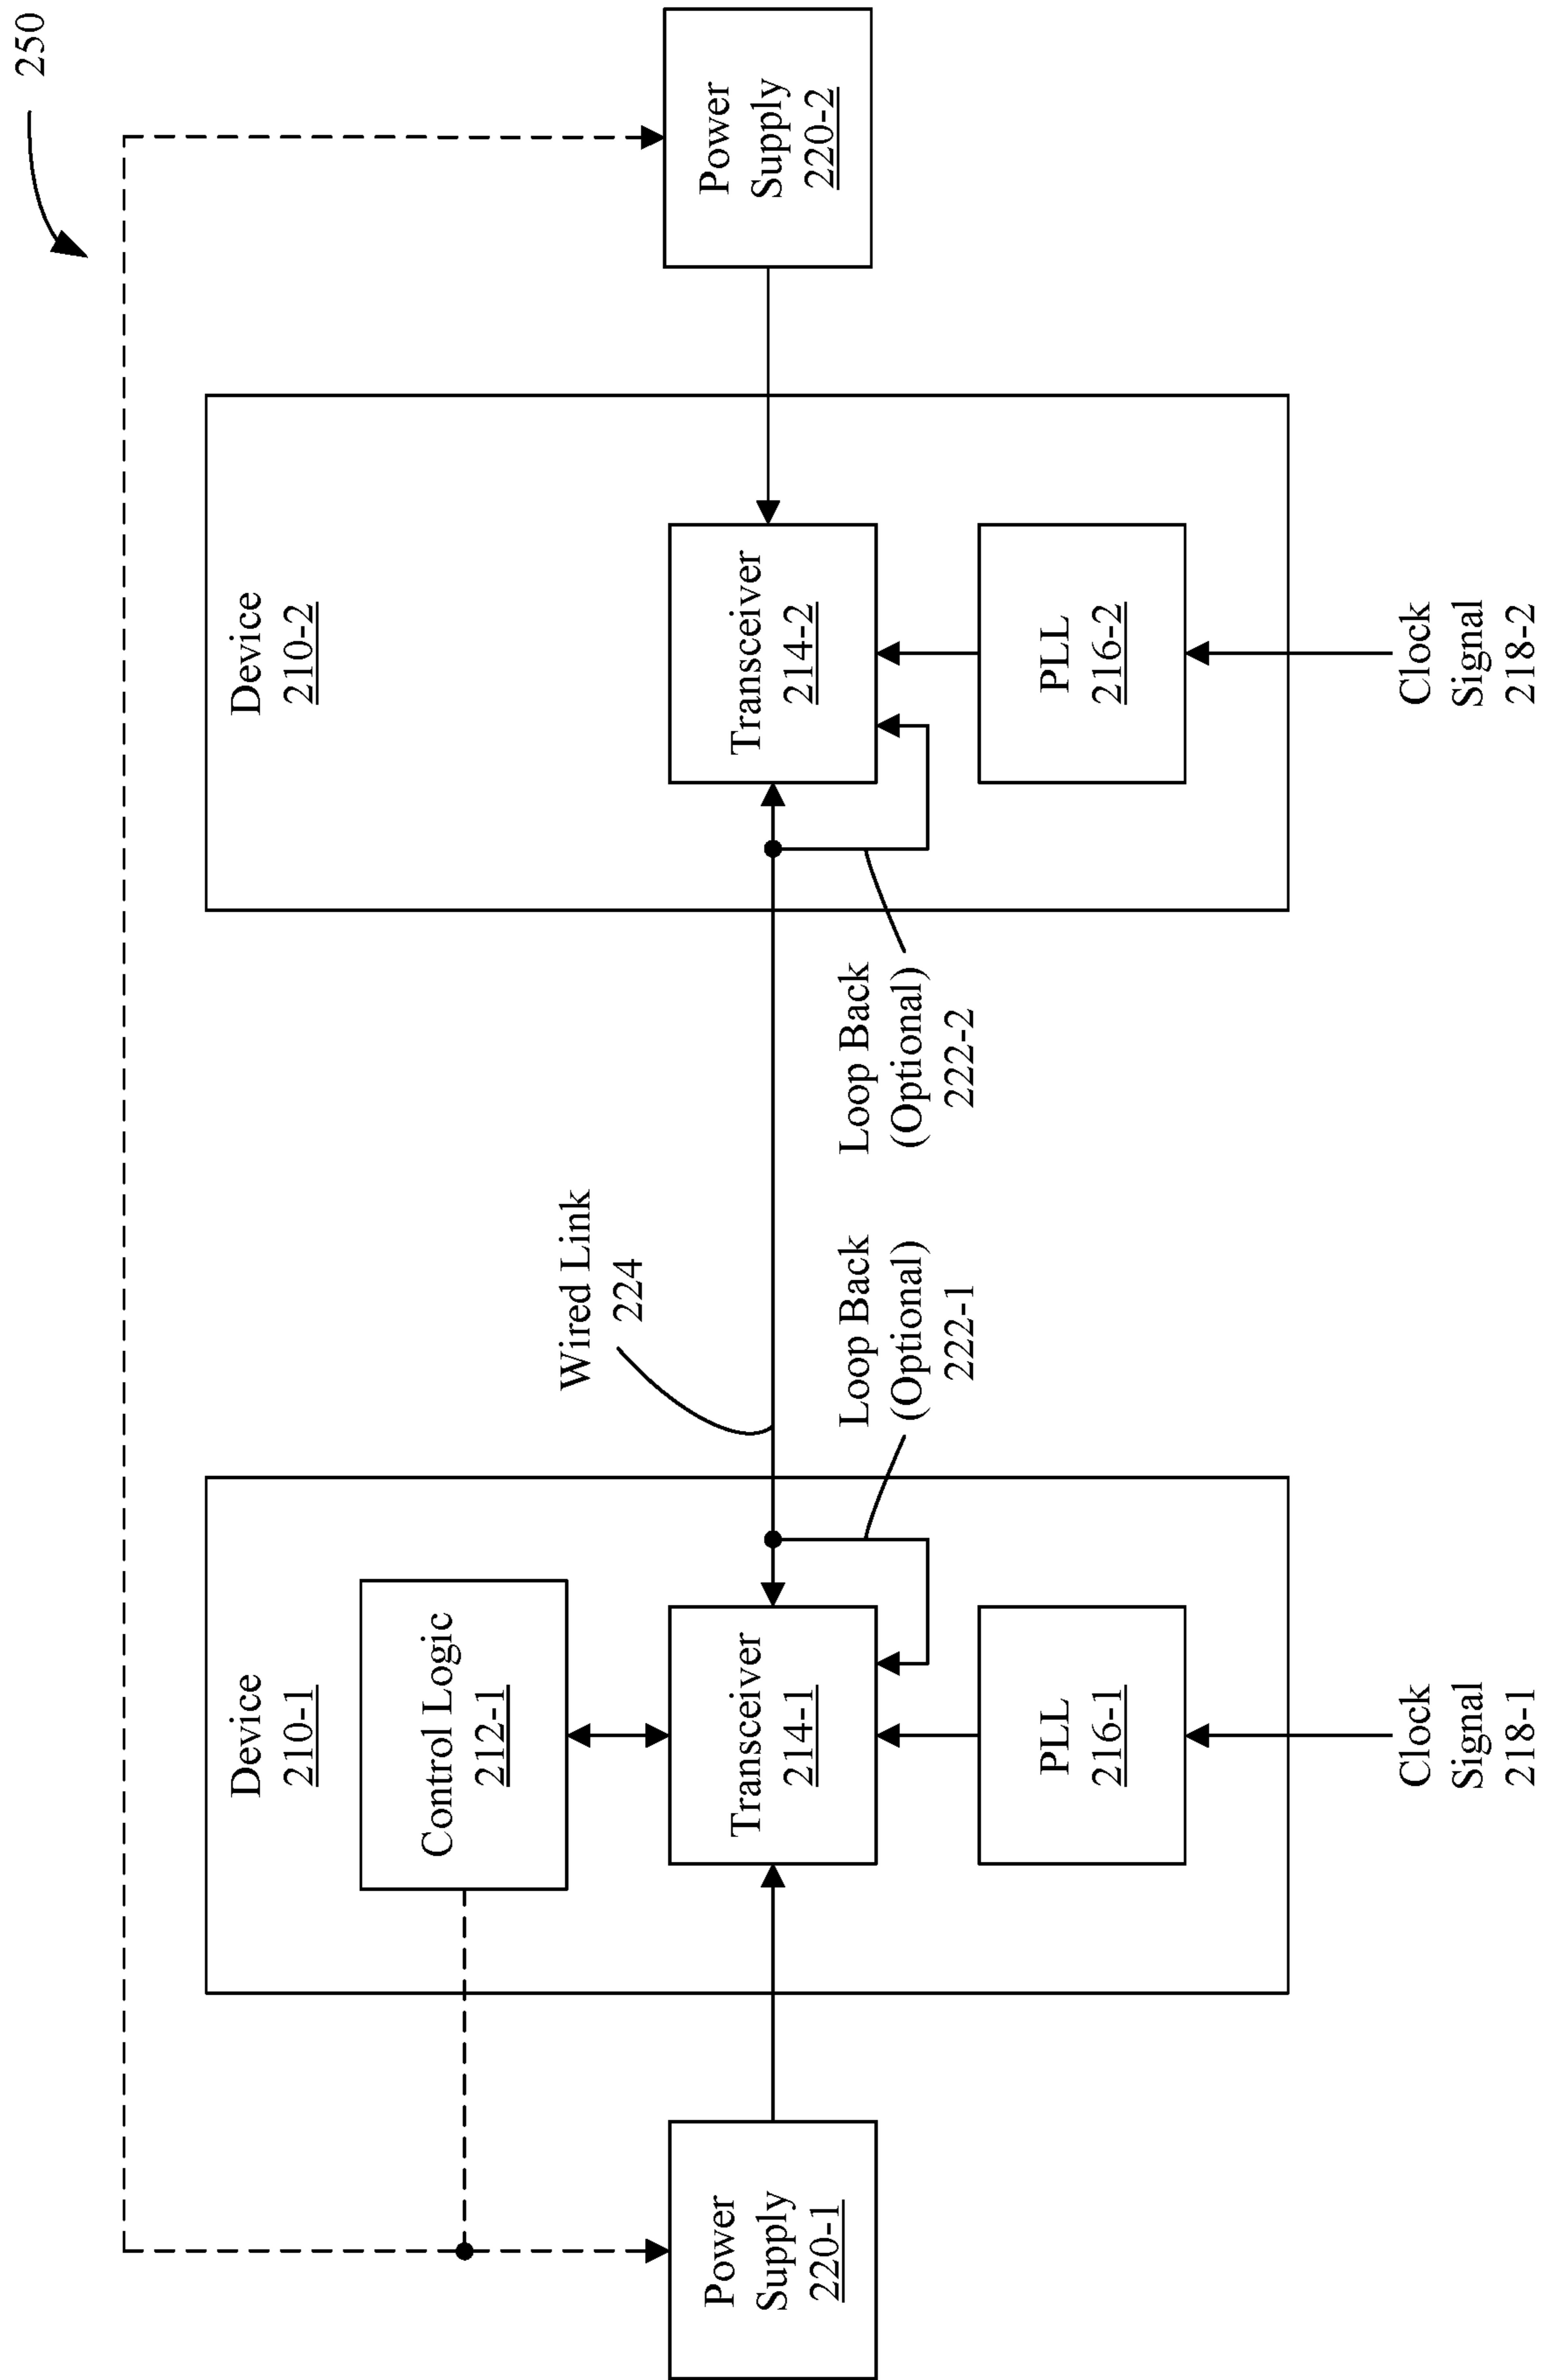 250
Device
210-1
Control Logic
212-1
Power
Supply
220-1
Transceiver
214-1
PLL
216-1
Clock
Signal
218-1
Wired Link
224
Loop Back
(Optional)
222-1
Loop Back
(Optional)
222-2
Device
210-2
Transceiver
214-2
PLL
216-2
Clock
Signal
218-2
Power
Supply
220-2